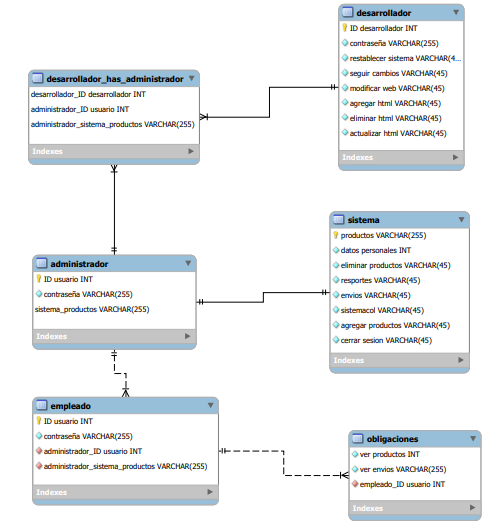 desarrollador
ID desarrollador INT
contraseña VARCHAR(255)
restablecer sistema VARCHAR(4...
seguir cambios VARCHAR(45)
modificar web VARCHAR(45)
agregar html VARCHAR(45)
eliminar html VARCHAR(45)
actualizar html VARCHAR(45)
Indexes
desarrollador_has_administrador
desarrollador_ID desarrollador INT
administrador_ID usuario INT
administrador_sistema_productos VARCHAR(255)
Indexes
sistema
productos VARCHAR(255)
datos personales INT
eliminar productos VARCHAR(45)
resportes VARCHAR(45)
envios VARCHAR(45)
sistemacol VARCHAR(45)
agregar productos VARCHAR(45)
cerrar sesion VARCHAR(45)
Indexes
administrador
ID usuario INT
contraseña VARCHAR(255)
sistema_productos VARCHAR(255)
Indexes
empleado
ID usuario INT
contraseña VARCHAR(255)
administrador_ID usuario INT
administrador_sistema_productos VARCHAR(255)
Indexes
obligaciones
ver productos INT
ver envios VARCHAR(255)
empleado_ID usuario INT
Indexes